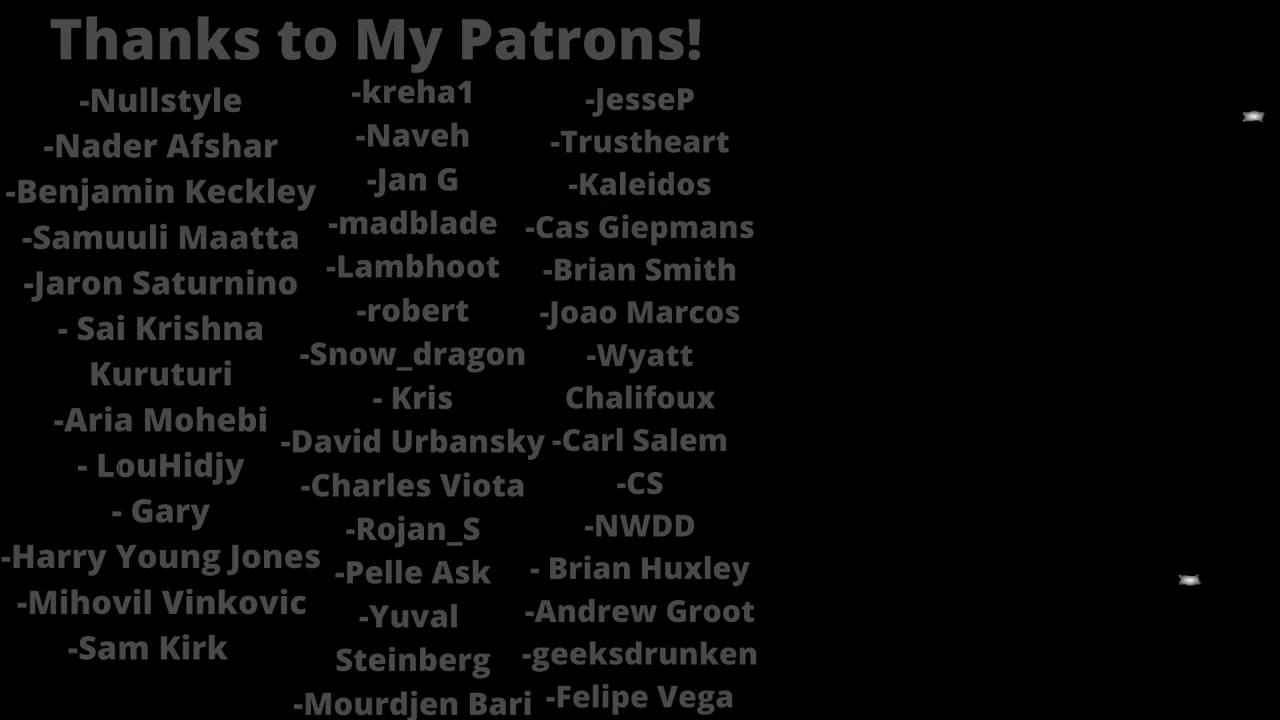 Thanks to My Patrons!
-Nullstyle
-Nader Afshar
-Benjamin Keckley
-Samuuli Maatta
-Jaron Saturnino
- Sai Krishna
Kuruturi
-Aria Mohebi
- LouHidjy
- Gary
-Harry Young Jones
-Mihovil Vinkovic
-Sam Kirk
-kreha1
-Naveh
-Jan G
-madblade
-Lambhoot
-robert
-Snow_dragon
- Kris
-David Urbansky
-Charles Viota
-Rojan_S
-Pelle Ask
-Yuval
Steinberg
-Mourdjen Bari
-JesseP
-Trustheart
-Kaleidos
-Cas Giepmans
-Brian Smith
-Joao Marcos
-Wyatt
Chalifoux
-Carl Salem
-CS
-NWDD
- Brian Huxley
-Andrew Groot
-geeksdrunken
-Felipe Vega